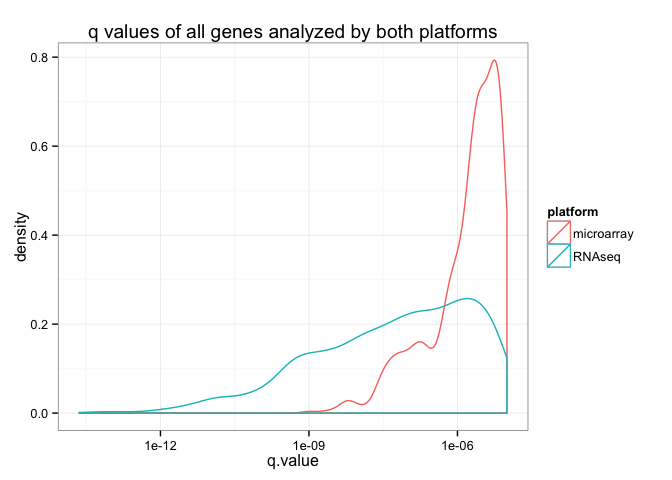 q values of all genes analyzed by both platforms
0.8
0.6
0.4
0.2
0.0
density
1e-12 1e-09 1e-06
q.value
platform
microarray
RNAseq